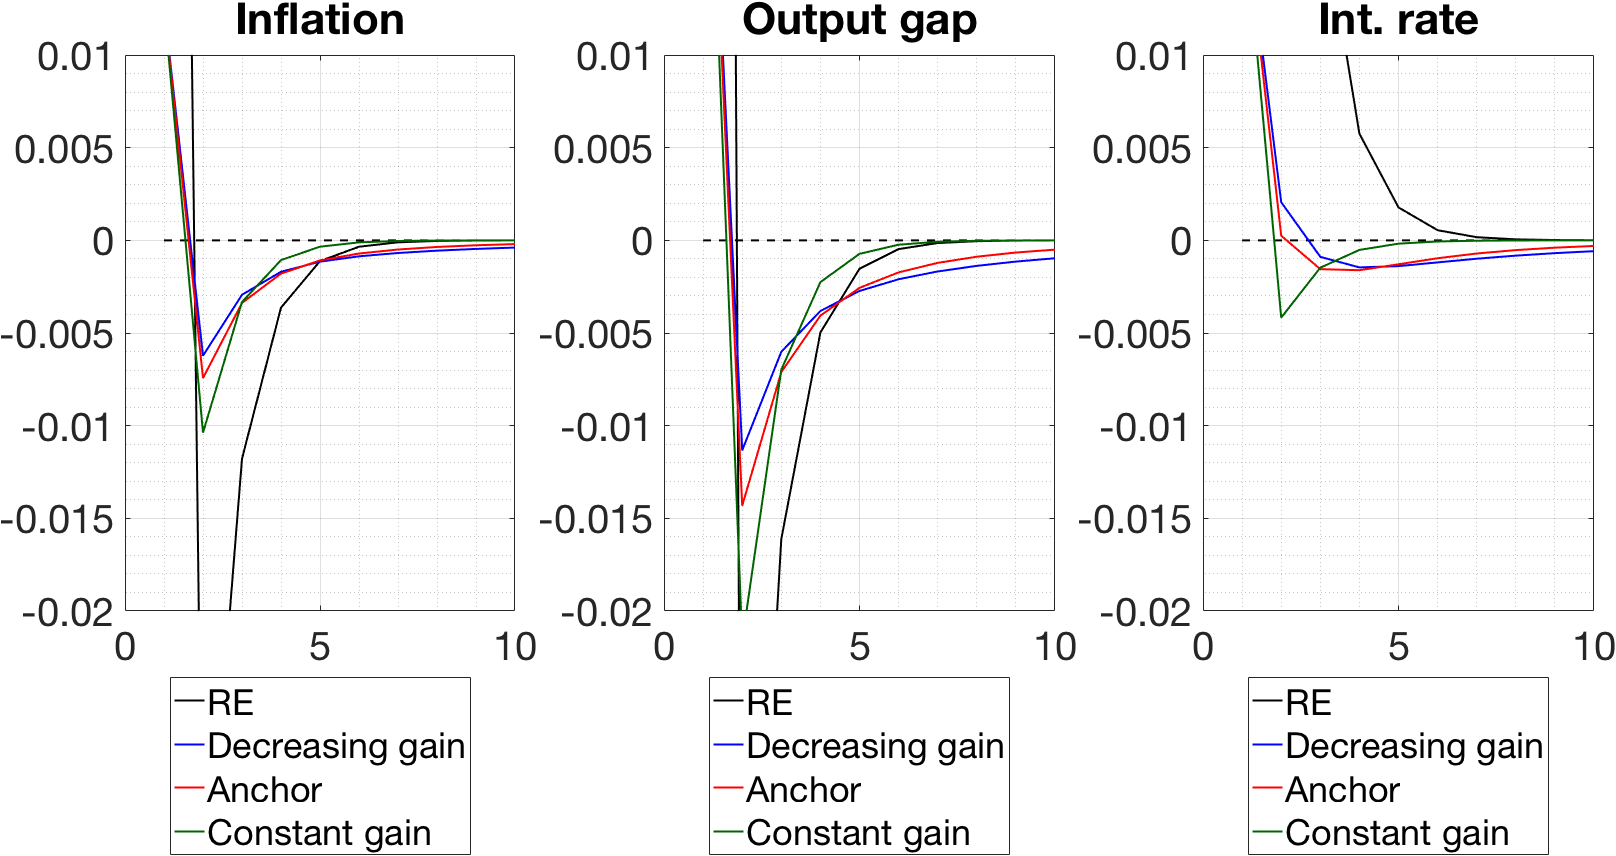 Inflation
0.01
0.005
0
-0.005
-0.01
-0.015
-0.02
0 5 10
RE
Decreasing gain
Anchor
Constant gain
Output gap
0.01
0.005
0
-0.005
-0.01
-0.015
-0.02
0 5 10
RE
Decreasing gain
Anchor
Constant gain
Int. rate
0.01
0.005
0
-0.005
-0.01
-0.015
-0.02
0 5 10
RE
Decreasing gain
Anchor
Constant gain